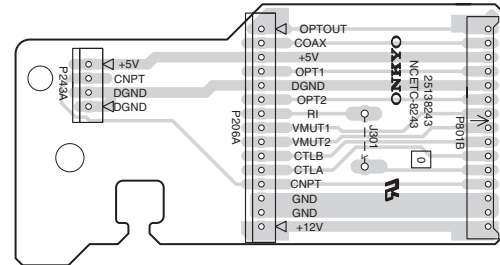 P243A
+5V
CNPT
DGND
DGND
P206A
OPTOUT
COAX
+5V
OPT1
DGND
OPT2
RI
VMUT1
VMUT2
CTLB
CTLA
CNPT
GND
GND
+12V
J301
ONKYO
NCETC-8243
25138243
0
P801B